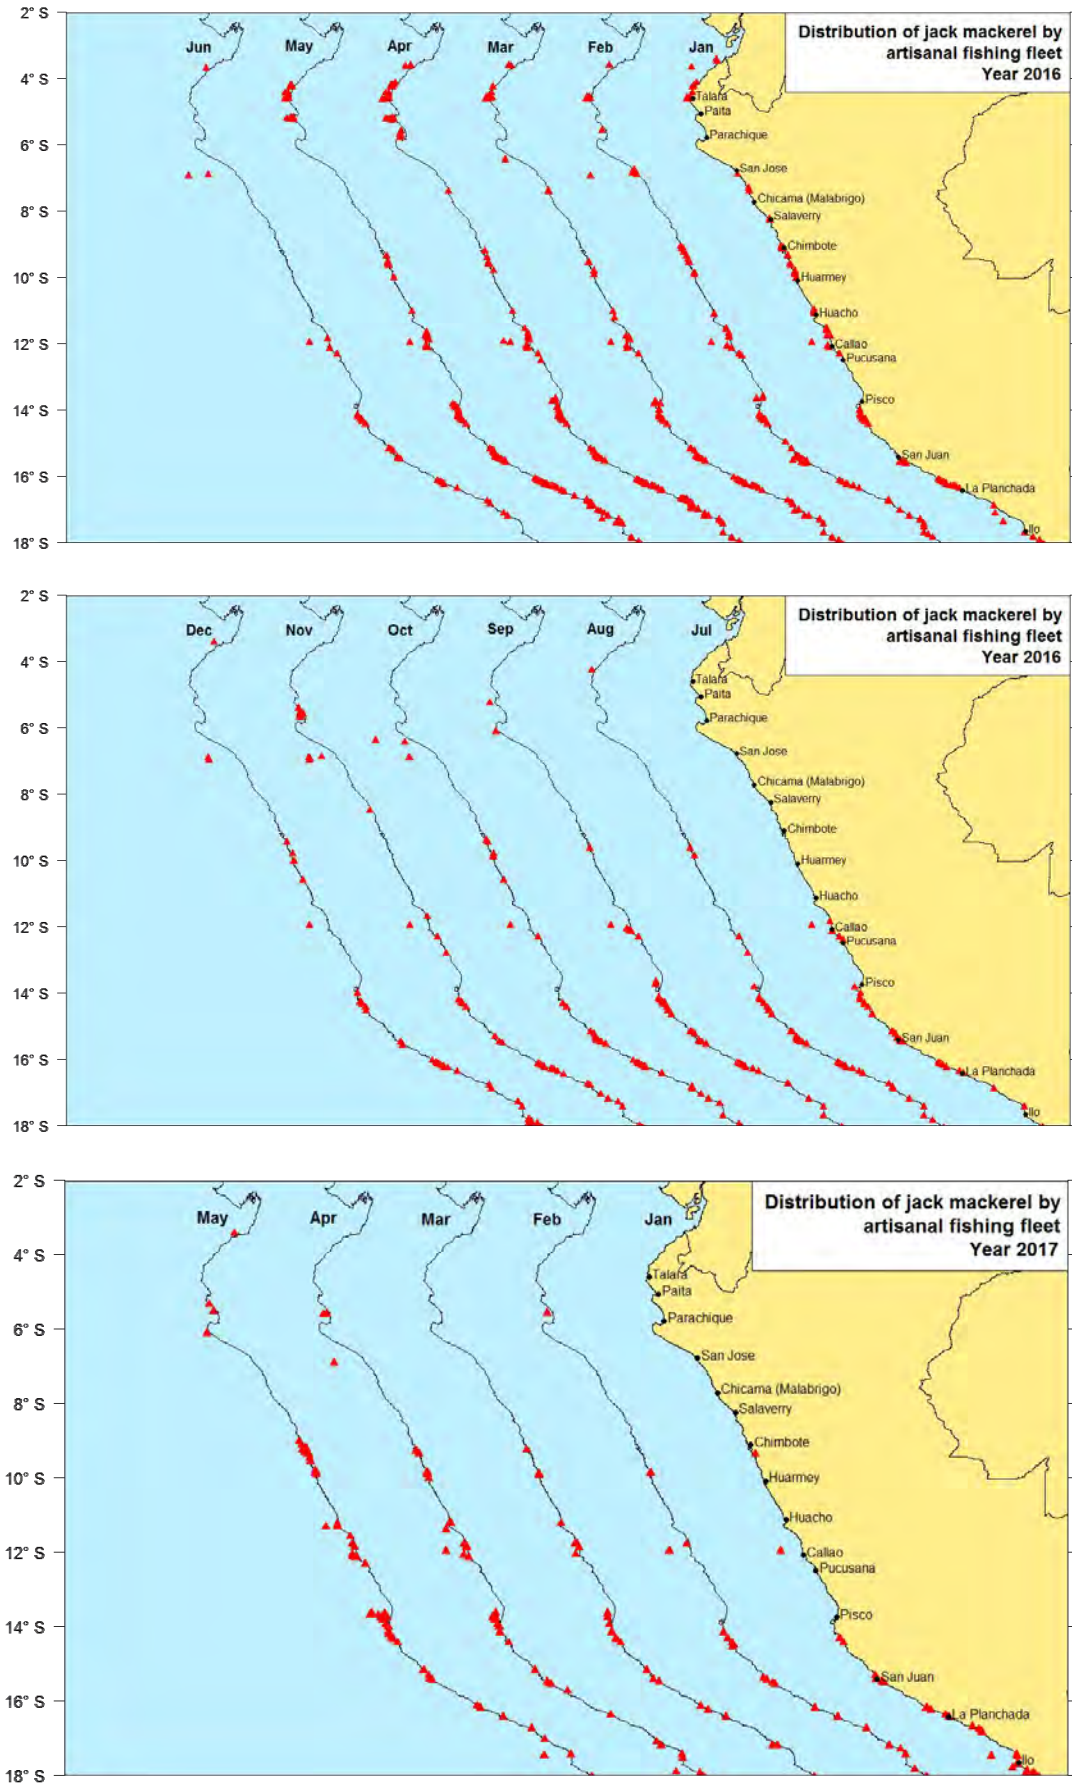 2° S
4° S
6° S
8° S
10° S
12° S
14° S
16° S
18° S
Jun
May
Apr
Mar
Feb
Jan
Distribution of jack mackerel by
artisanal fishing fleet
Year 2016
Talara
Paita
Parachique
San Jose
Chicama (Malabrigo)
Salaverry
Chimbote
Huarmey
Huacho
Callao
Pucusana
Pisco
San Juan
La Planchada
Ilo
2° S
4° S
6° S
8° S
10° S
12° S
14° S
16° S
18° S
Dec
Nov
Oct
Sep
Aug
Jul
Distribution of jack mackerel by
artisanal fishing fleet
Year 2016
Talara
Paita
Parachique
San Jose
Chicama (Malabrigo)
Salaverry
Chimbote
Huarmey
Huacho
Callao
Pucusana
Pisco
San Juan
La Planchada
Ilo
2° S
4° S
6° S
8° S
10° S
12° S
14° S
16° S
18° S
May
Apr
Mar
Feb
Jan
Distribution of jack mackerel by
artisanal fishing fleet
Year 2017
Talara
Paita
Parachique
San Jose
Chicama (Malabrigo)
Salaverry
Chimbote
Huarmey
Huacho
Callao
Pucusana
Pisco
San Juan
La Planchada
Ilo